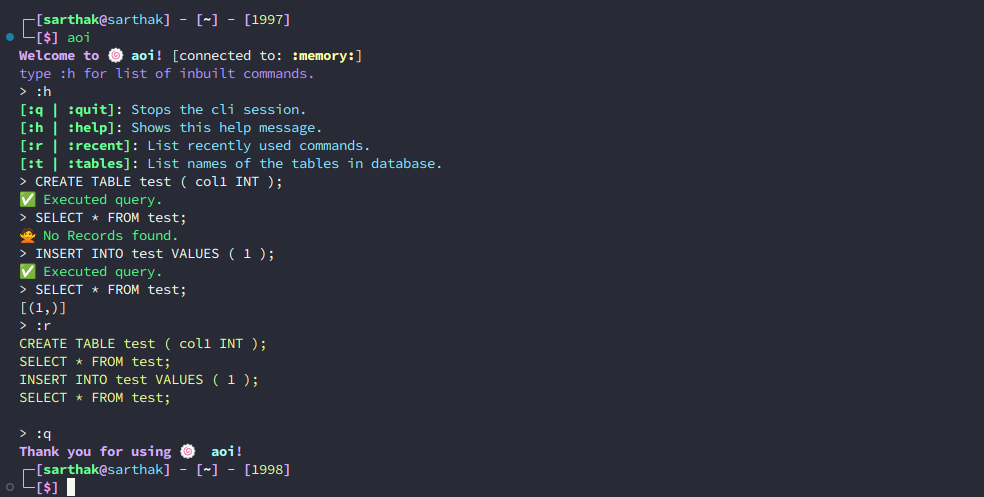 ┌─[sarthak@sarthak] - [~] - [1997]
└─[$] aoi
Welcome to 🍥 aoi! [connected to: :memory:]
type :h for list of inbuilt commands.
> :h
[:q | :quit]: Stops the cli session.
[:h | :help]: Shows this help message.
[:r | :recent]: List recently used commands.
[:t | :tables]: List names of the tables in database.
> CREATE TABLE test ( col1 INT );
✅ Executed query.
> SELECT * FROM test;
🙅 No Records found.
> INSERT INTO test VALUES ( 1 );
✅ Executed query.
> SELECT * FROM test;
[(1,)]
> :r
CREATE TABLE test ( col1 INT );
SELECT * FROM test;
INSERT INTO test VALUES ( 1 );
SELECT * FROM test;
> :q
Thank you for using 🍥 aoi!
┌─[sarthak@sarthak] - [~] - [1998]
└─[$]